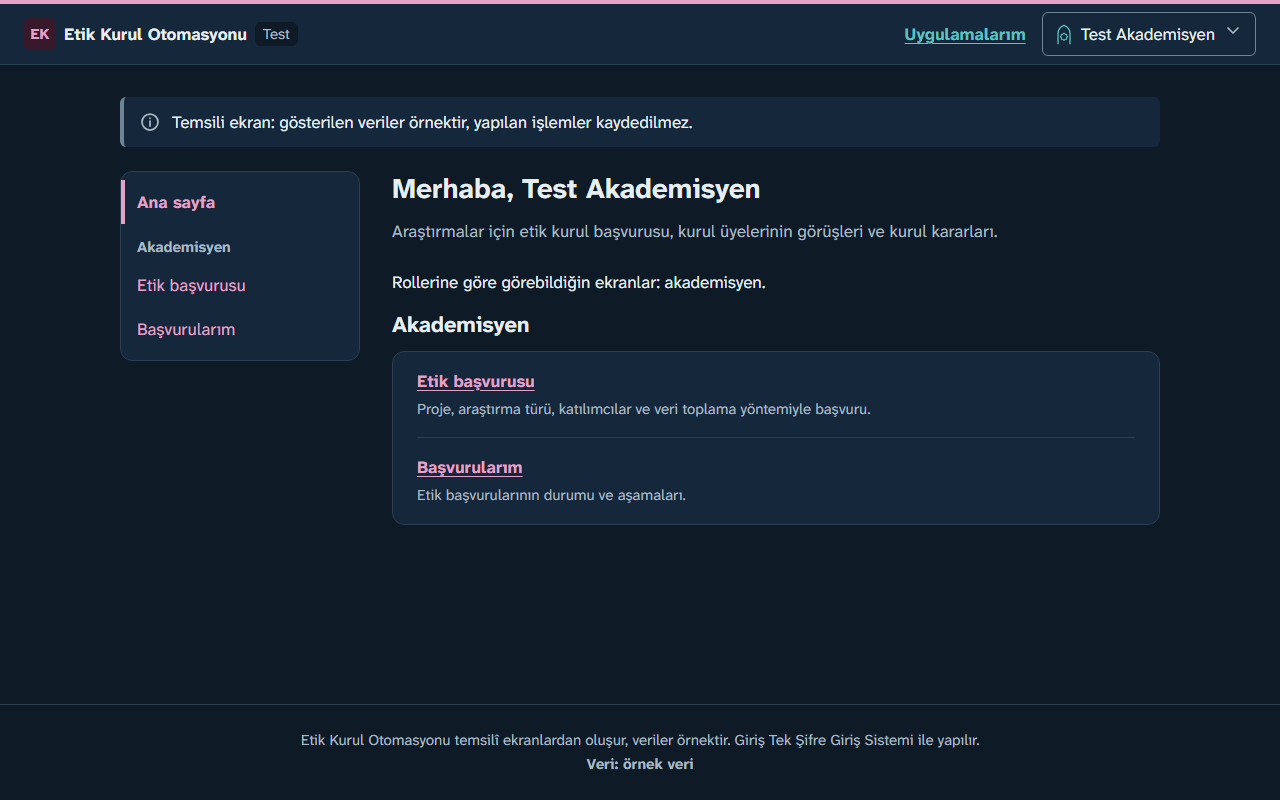 EK Etik Kurul Otomasyonu Test
Uygulamalarım
Test Akademisyen
Temsili ekran: gösterilen veriler örnektir, yapılan işlemler kaydedilmez.
Ana sayfa
Akademisyen
Etik başvurusu
Başvurularım
Merhaba, Test Akademisyen
Araştırmalar için etik kurul başvurusu, kurul üyelerinin görüşleri ve kurul kararları.
Rollerine göre görebildiğin ekranlar: akademisyen.
Akademisyen
Etik başvurusu
Proje, araştırma türü, katılımcılar ve veri toplama yöntemiyle başvuru.
Başvurularım
Etik başvurularının durumu ve aşamaları.
Etik Kurul Otomasyonu temsilî ekranlardan oluşur, veriler örnektir. Giriş Tek Şifre Giriş Sistemi ile yapılır.
Veri: örnek veri